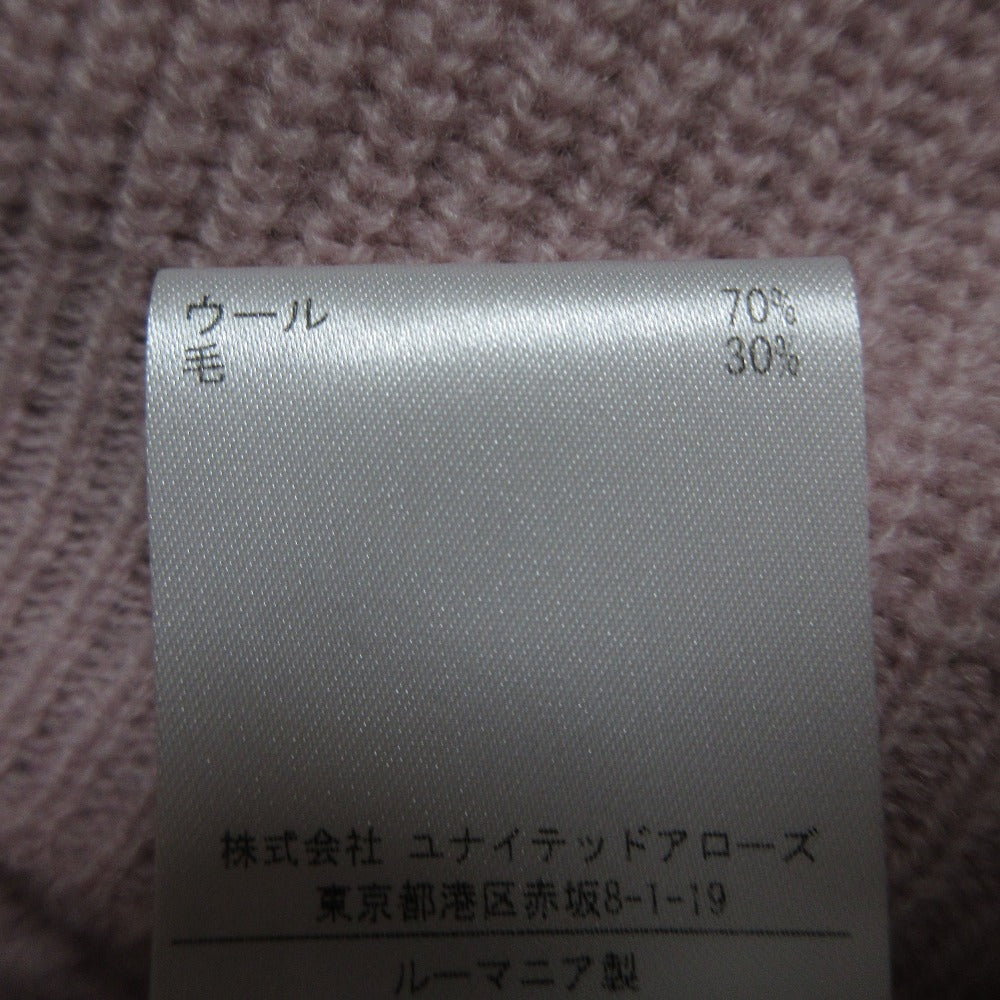 ウール 70%
毛 30%
株式会社 ユナイテッドアローズ
東京都港区赤坂8-1-19
ルーマニア製